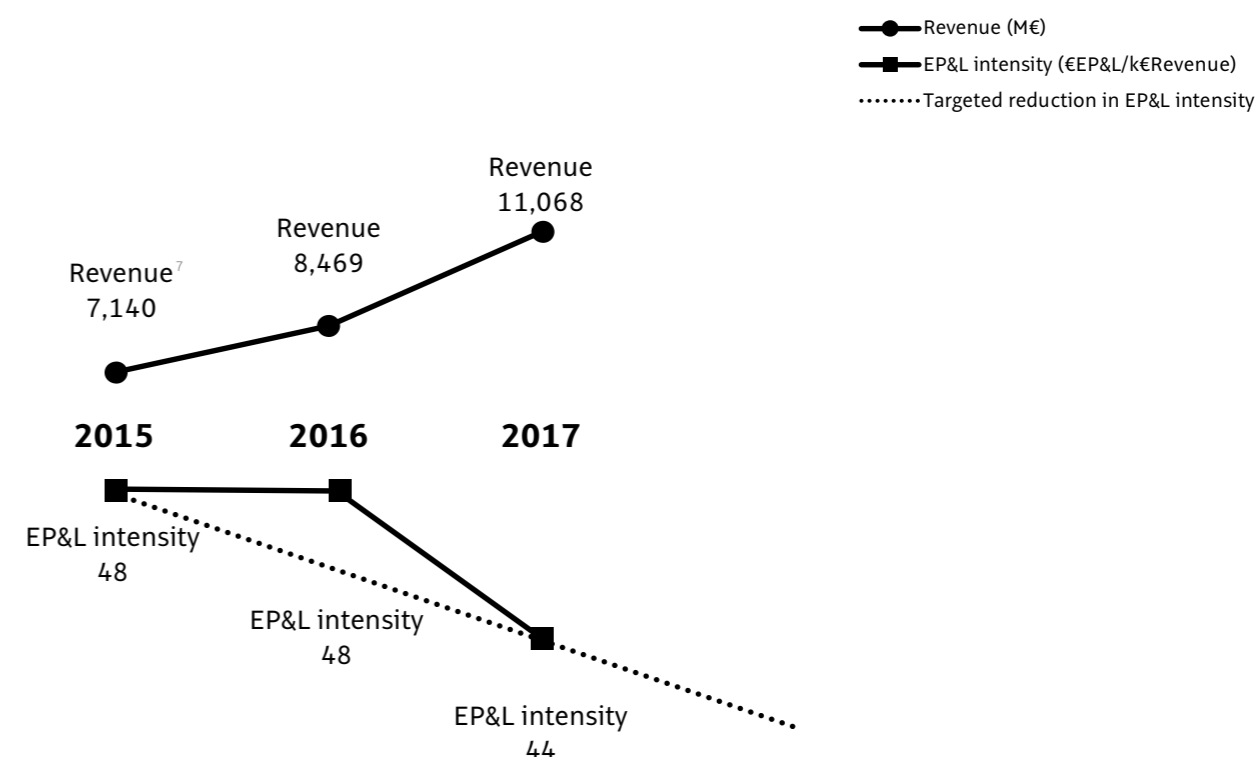 Revenue (M€)
EP&L intensity (€EP&L/k€Revenue)
Targeted reduction in EP&L intensity
Revenue
11,068
Revenue
8,469
Revenue7
7,140
2015 2016 2017
EP&L intensity
48
EP&L intensity
48
EP&L intensity
44